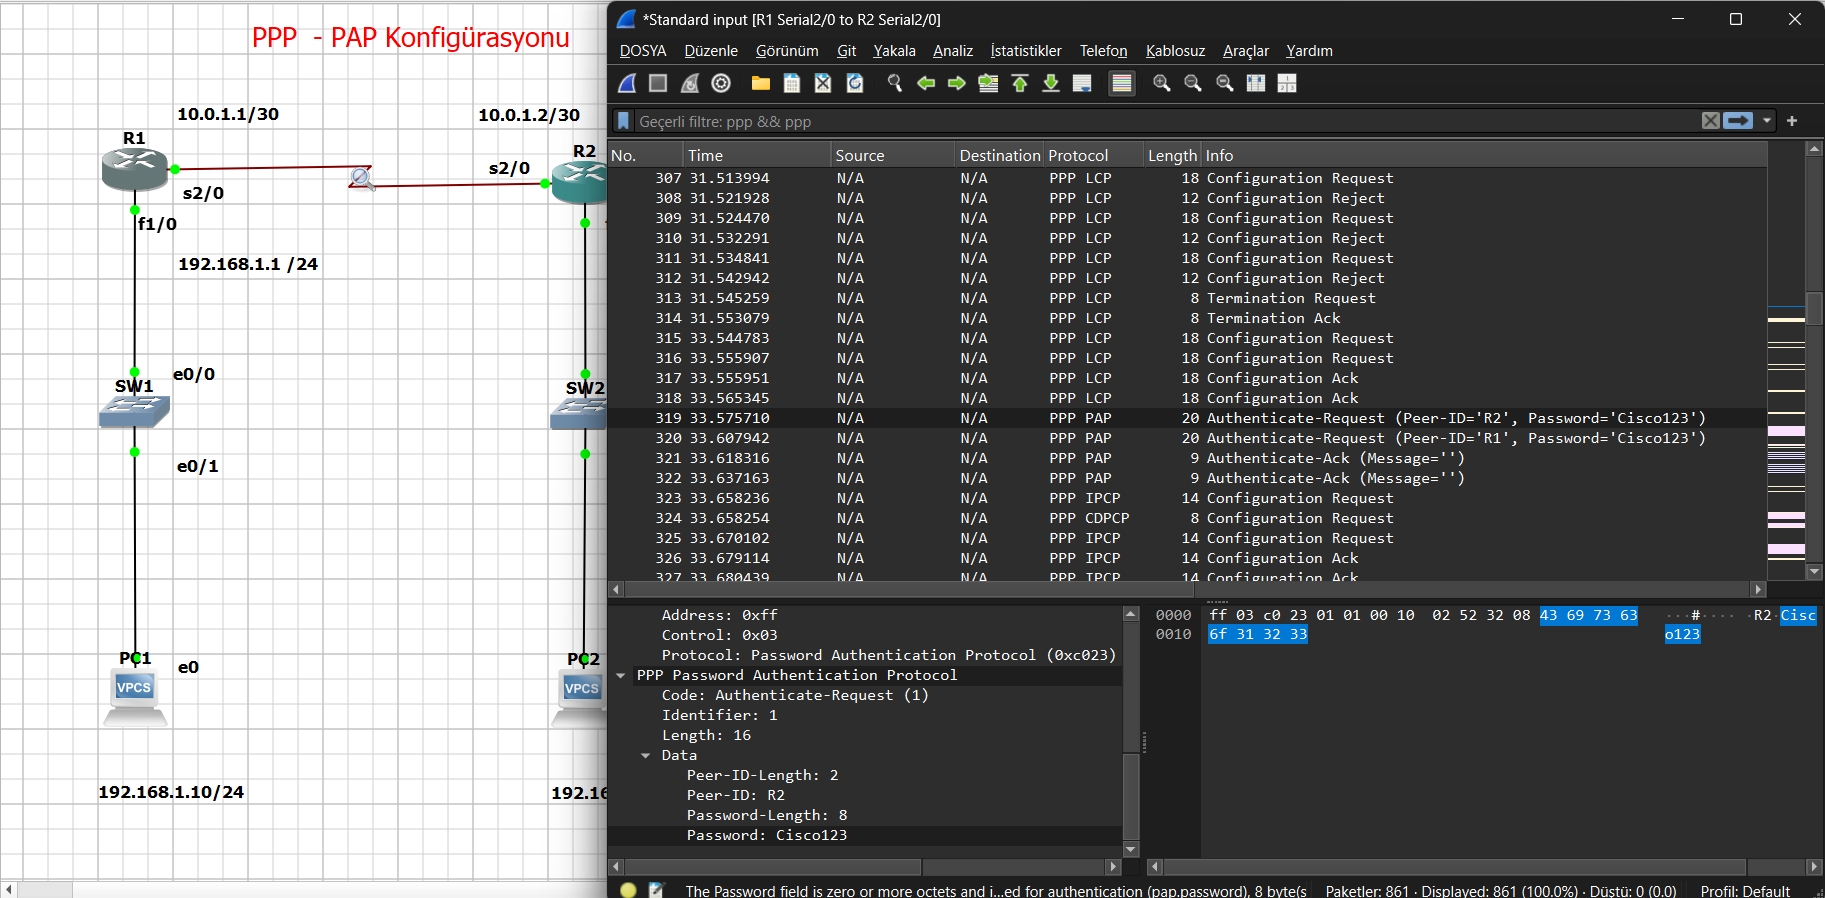 PPP - PAP Konfigürasyonu
10.0.1.1/30
10.0.1.2/30
R1
R2
s2/0
s2/0
f1/0
192.168.1.1 /24
e0/0
SW1
SW2
e0/1
PC1
e0
PC2
VPCS
VPCS
192.168.1.10/24
192.16
*Standard input [R1 Serial2/0 to R2 Serial2/0]
DOSYA Düzenle Görünüm Git Yakala Analiz İstatistikler Telefon Kablosuz Araçlar Yardım
Geçerli filtre: ppp && ppp
No. Time Source Destination Protocol Length Info
307 31.513994 N/A N/A PPP LCP 18 Configuration Request
308 31.521928 N/A N/A PPP LCP 12 Configuration Reject
309 31.524470 N/A N/A PPP LCP 18 Configuration Request
310 31.532291 N/A N/A PPP LCP 12 Configuration Reject
311 31.534841 N/A N/A PPP LCP 18 Configuration Request
312 31.542942 N/A N/A PPP LCP 12 Configuration Reject
313 31.545259 N/A N/A PPP LCP 8 Termination Request
314 31.553079 N/A N/A PPP LCP 8 Termination Ack
315 33.544783 N/A N/A PPP LCP 18 Configuration Request
316 33.555907 N/A N/A PPP LCP 18 Configuration Request
317 33.555951 N/A N/A PPP LCP 18 Configuration Ack
318 33.565345 N/A N/A PPP LCP 18 Configuration Ack
319 33.575710 N/A N/A PPP PAP 20 Authenticate-Request (Peer-ID='R2', Password='Cisco123')
320 33.607942 N/A N/A PPP PAP 20 Authenticate-Request (Peer-ID='R1', Password='Cisco123')
321 33.618316 N/A N/A PPP PAP 9 Authenticate-Ack (Message='')
322 33.637163 N/A N/A PPP PAP 9 Authenticate-Ack (Message='')
323 33.658236 N/A N/A PPP IPCP 14 Configuration Request
324 33.658254 N/A N/A PPP CDPCP 8 Configuration Request
325 33.670102 N/A N/A PPP IPCP 14 Configuration Request
326 33.679114 N/A N/A PPP IPCP 14 Configuration Ack
327 33.680439 N/A N/A PPP IPCP 14 Configuration Ack
Address: 0xff
Control: 0x03
Protocol: Password Authentication Protocol (0xc023)
PPP Password Authentication Protocol
Code: Authenticate-Request (1)
Identifier: 1
Length: 16
Data
Peer-ID-Length: 2
Peer-ID: R2
Password-Length: 8
Password: Cisco123
0000 ff 03 c0 23 01 01 00 10 02 52 32 08 43 69 73 63 ···#···· ·R2·Cisc
0010 6f 31 32 33 o123
The Password field is zero or more octets and i...ed for authentication (pap.password), 8 byte(s
Paketler: 861 · Displayed: 861 (100.0%) · Düştü: 0 (0.0)
Profil: Default